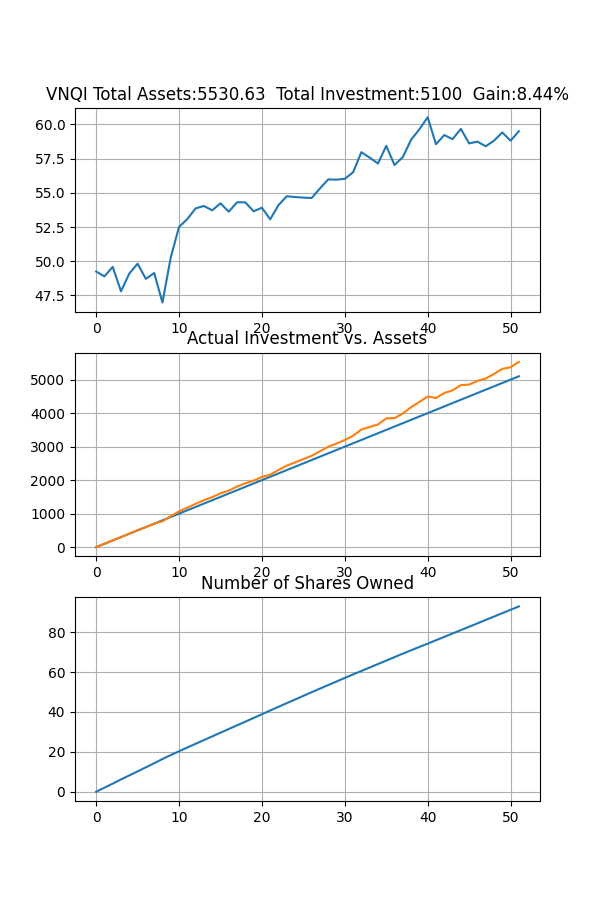 VNQI Total Assets:5530.63  Total Investment:5100  Gain:8.44%
60.0
57.5
55.0
52.5
50.0
47.5
0 10 20 30 40 50
Actual Investment vs. Assets
5000
4000
3000
2000
1000
0
0 10 20 30 40 50
Number of Shares Owned
80
60
40
20
0
0 10 20 30 40 50